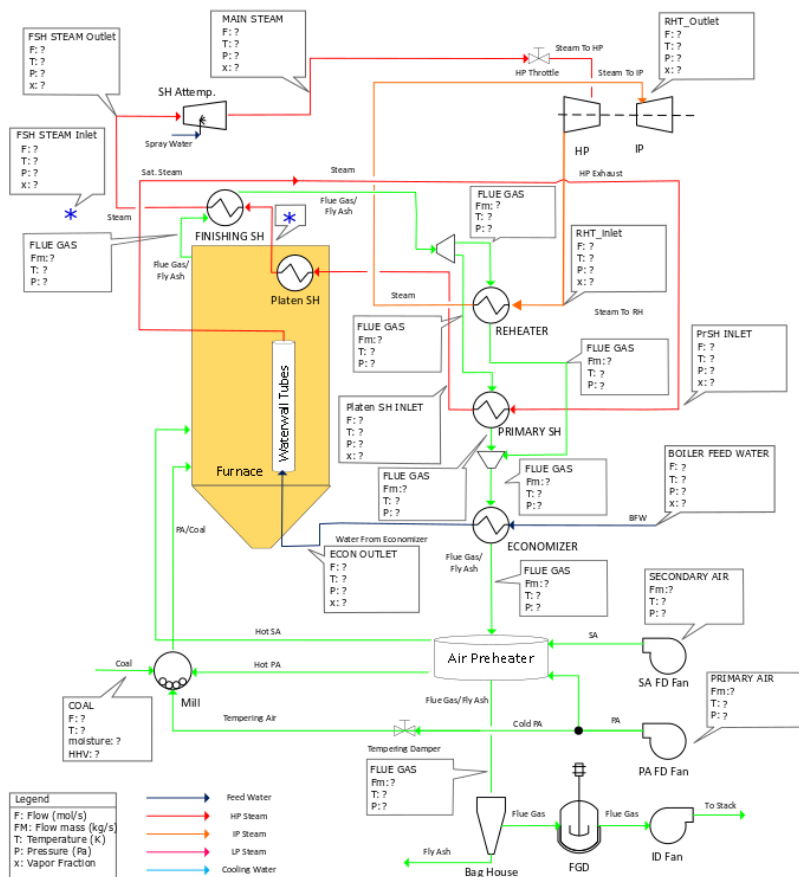 MAIN STEAM
F: ?
T: ?
P: ?
x: ?
FSH STEAM Outlet
F: ?
T: ?
P: ?
x: ?
RHT_Outlet
F: ?
T: ?
P: ?
x: ?
Steam To HP
HP Throttle
Steam To IP
SH Attemp.
Spray Water
HP
IP
FSH STEAM Inlet
F: ?
T: ?
P: ?
x: ?
*
Sat. Steam
Steam
HP Exhaust
Steam
Flue Gas/
Fly Ash
FLUE GAS
Fm: ?
T: ?
P: ?
FINISHING SH
*
FLUE GAS
Fm:?
T: ?
P: ?
Flue Gas/
Fly Ash
RHT_Inlet
F: ?
T: ?
P: ?
x: ?
Platen SH
Steam
REHEATER
Steam To RH
FLUE GAS
Fm:?
T: ?
P: ?
FLUE GAS
Fm: ?
T: ?
P: ?
PrSH INLET
F: ?
T: ?
P: ?
x: ?
Waterwall Tubes
Furnace
Platen SH INLET
F: ?
T: ?
P: ?
x: ?
PRIMARY SH
FLUE GAS
Fm:?
T: ?
P: ?
FLUE GAS
Fm:?
T: ?
P: ?
BOILER FEED WATER
F: ?
T: ?
P: ?
x: ?
BFW
PA/Coal
Water From Economizer
ECONOMIZER
ECON OUTLET
F: ?
T: ?
P: ?
x: ?
Flue Gas/
Fly Ash
FLUE GAS
Fm:?
T: ?
P: ?
SECONDARY AIR
Fm:?
T: ?
P: ?
Hot SA
SA
Air Preheater
SA FD Fan
Coal
Hot PA
Mill
COAL
F: ?
T: ?
moisture: ?
HHV: ?
Flue Gas/Fly Ash
PRIMARY AIR
Fm:?
T: ?
P: ?
Tempering Air
Cold PA
PA
Tempering Damper
PA FD Fan
FLUE GAS
Fm:?
T: ?
P: ?
Legend
F: Flow (mol/s)
FM: Flow mass (kg/s)
T: Temperature (K)
P: Pressure (Pa)
x: Vapor Fraction
Feed Water
HP Steam
IP Steam
LP Steam
Cooling Water
Flue Gas
Flue Gas
To Stack
Fly Ash
Bag House
FGD
ID Fan